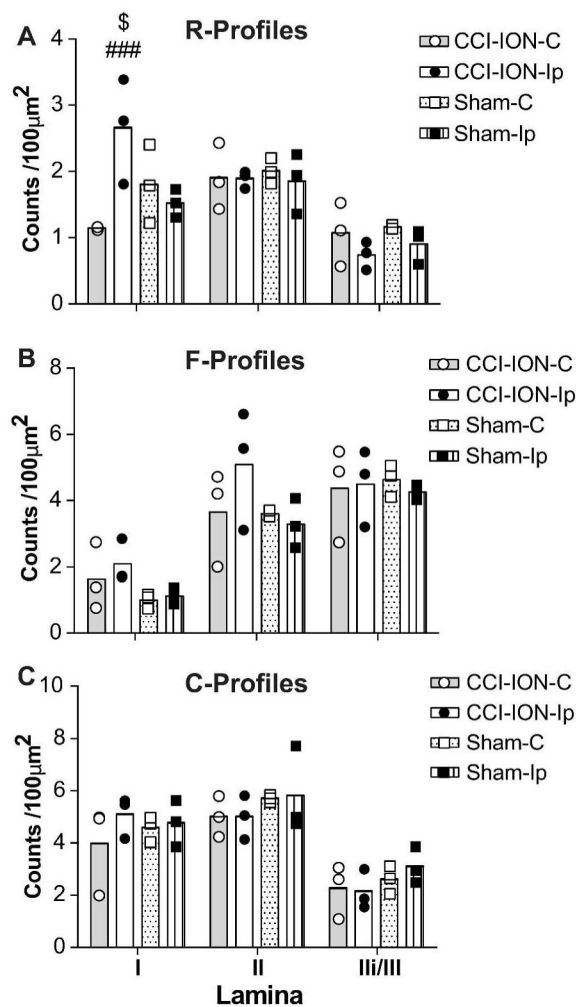 A
R-Profiles
$
###
CCI-ION-C
CCI-ION-Ip
Sham-C
Sham-Ip
Counts /100µm²
4
3
2
1
0
B
F-Profiles
CCI-ION-C
CCI-ION-Ip
Sham-C
Sham-Ip
Counts /100µm²
8
6
4
2
0
C
C-Profiles
CCI-ION-C
CCI-ION-Ip
Sham-C
Sham-Ip
Counts /100µm²
10
8
6
4
2
0
I II IIi/III
Lamina